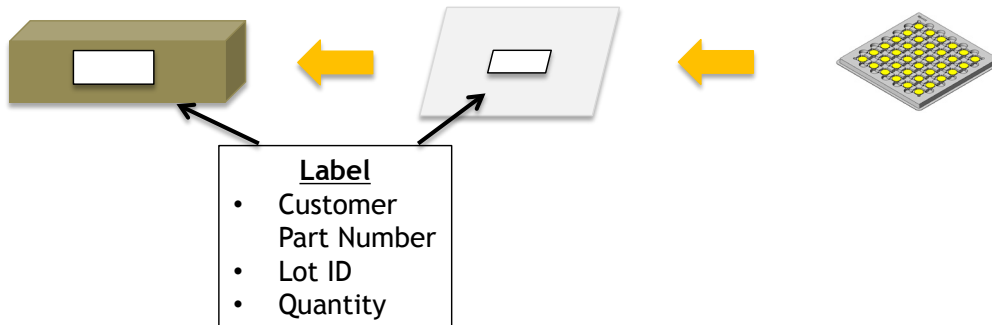 Label
• Customer
Part Number
• Lot ID
• Quantity